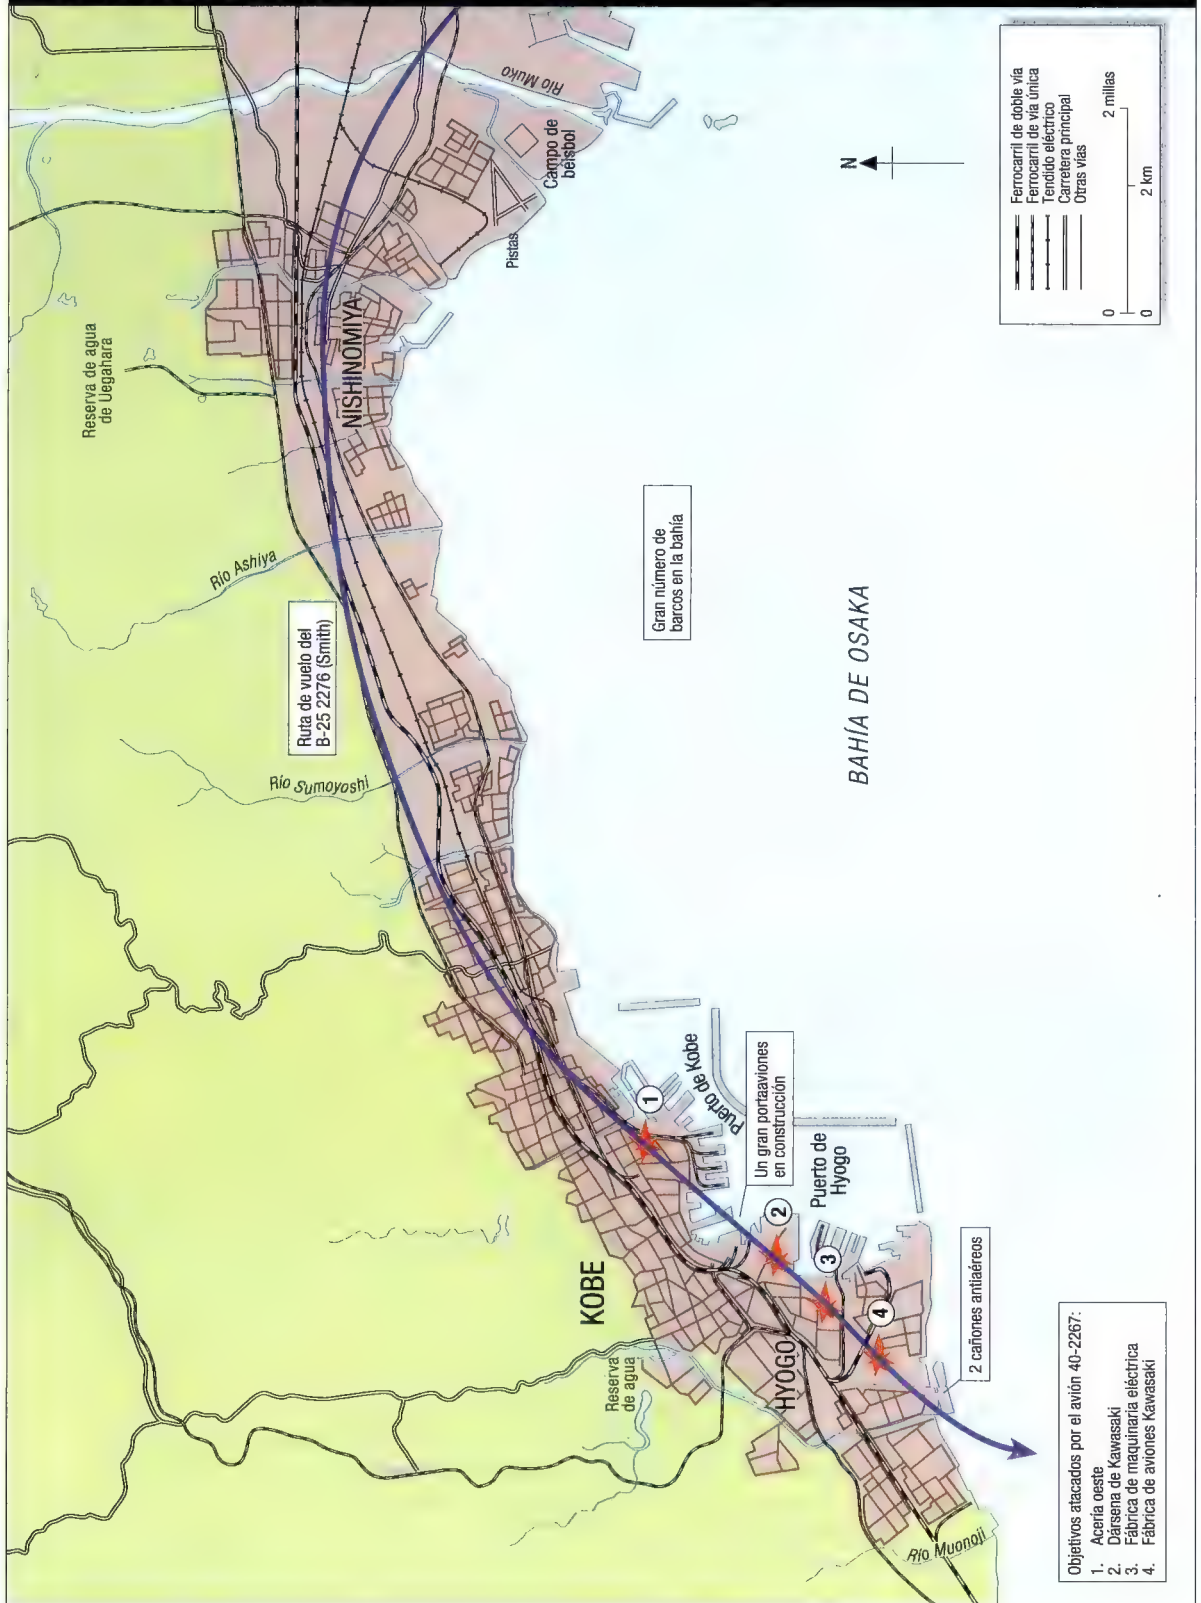 Río Muko
Campo de
béisbol
Pistas
N
Ferrocarril de doble vía
Ferrocarril de vía única
Tendido eléctrico
Carretera principal
Otras vías
0
2 millas
0
2 km
Reserva de agua
de Uegahara
NISHINOMIYA
Río Ashiya
Ruta de vuelo del
B-25 2276 (Smith)
Río Sumoyoshi
Gran número de
barcos en la bahía
BAHÍA DE OSAKA
KOBE
Reserva
de agua
HYOGO
1
Puerto de Kobe
Un gran portaaviones
en construcción
2
Puerto de
Hyogo
3
4
2 cañones antiaéreos
Río Muonoji
Objetivos atacados por el avión 40-2267:
1. Acería oeste
2. Dársena de Kawasaki
3. Fábrica de maquinaria eléctrica
4. Fábrica de aviones Kawasaki